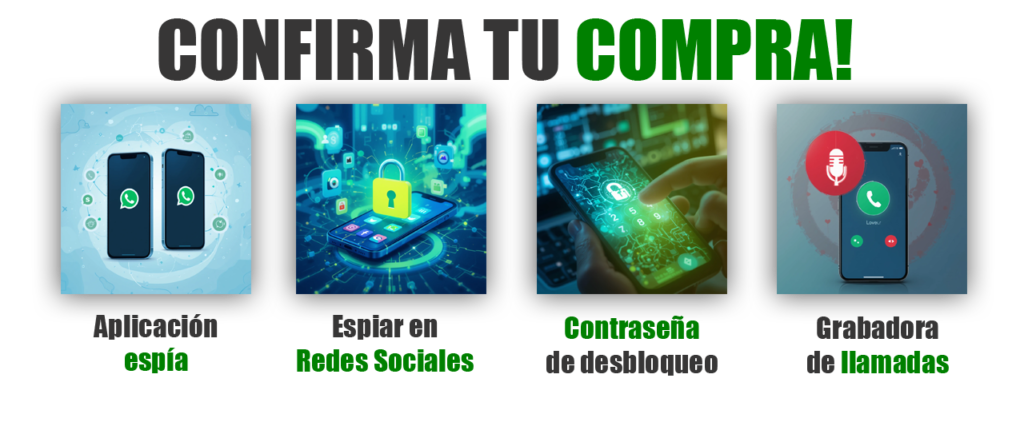 CONFIRMA TU COMPRA!
Aplicación
espía
Espiar en
Redes Sociales
Contraseña
de desbloqueo
Grabadora
de llamadas